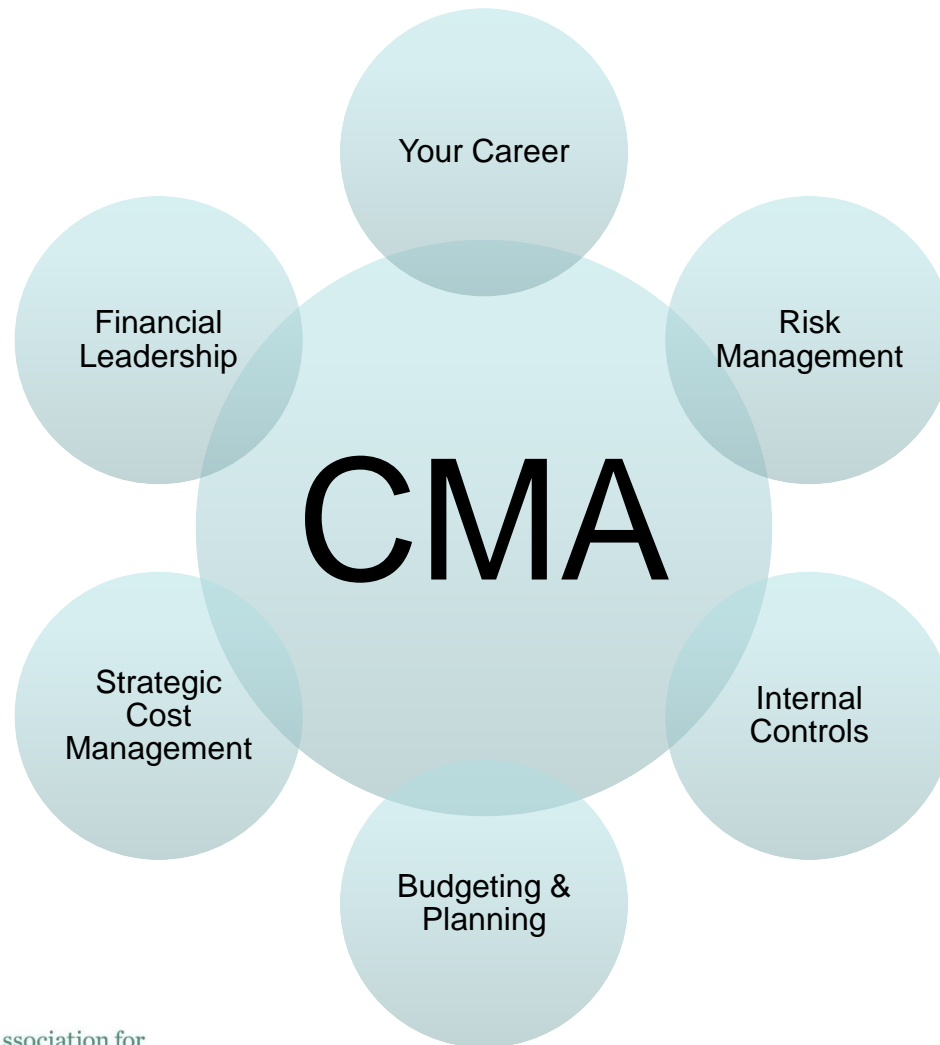 Your Career
Financial
Leadership
Risk
Management
CMA
Strategic
Cost
Management
Internal
Controls
Budgeting &
Planning
ssociation for